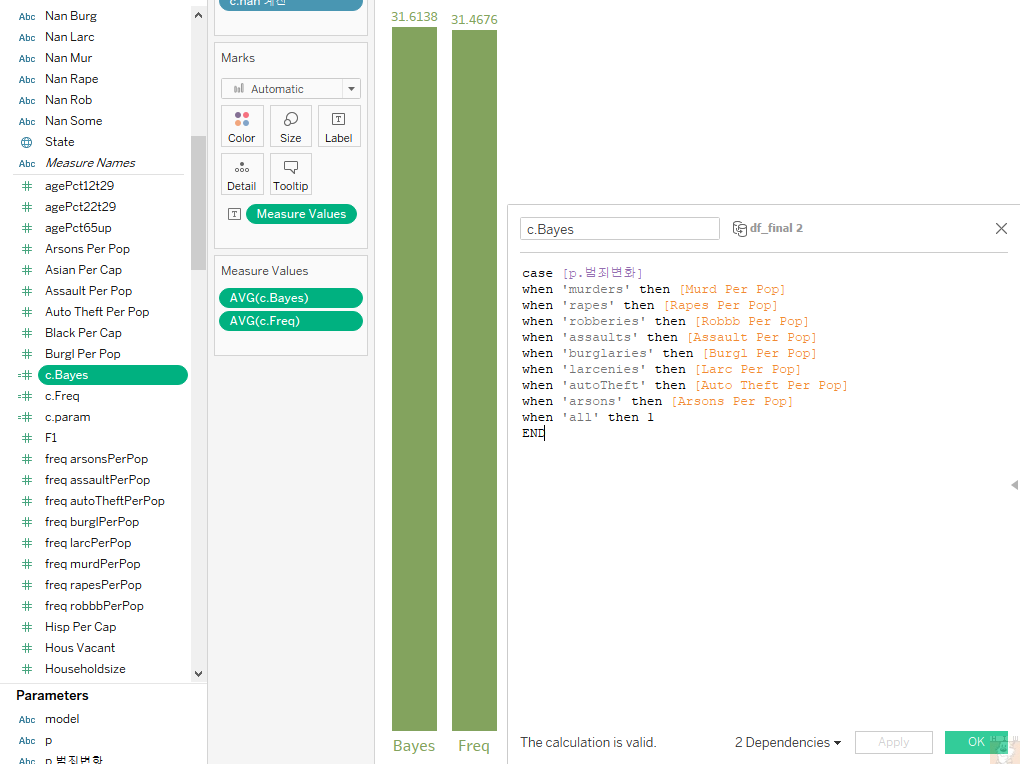 Abc Nan Burg
Abc Nan Larc
Abc Nan Mur
Abc Nan Rape
Abc Nan Rob
Abc Nan Some
State
Abc Measure Names
# agePct12t29
# agePct22t29
# agePct65up
# Arsons Per Pop
# Asian Per Cap
# Assault Per Pop
# Auto Theft Per Pop
# Black Per Cap
# Burgl Per Pop
=# c.Bayes
=# c.Freq
=# c.param
# F1
# freq arsonsPerPop
# freq assaultPerPop
# freq autoTheftPerPop
# freq burglPerPop
# freq larcPerPop
# freq murdPerPop
# freq rapesPerPop
# freq robbbPerPop
# Hisp Per Cap
# Hous Vacant
# Householdsize
Parameters
Abc model
Abc p
Abc p.범죄변화
c.nan 계산
Marks
Automatic
Color Size Label
Detail Tooltip
Measure Values
Measure Values
AVG(c.Bayes)
AVG(c.Freq)
31.6138 31.4676
Bayes Freq
c.Bayes
df_final 2
case [p.범죄변화]
when 'murders' then [Murd Per Pop]
when 'rapes' then [Rapes Per Pop]
when 'robberies' then [Robbb Per Pop]
when 'assaults' then [Assault Per Pop]
when 'burglaries' then [Burgl Per Pop]
when 'larcenies' then [Larc Per Pop]
when 'autoTheft' then [Auto Theft Per Pop]
when 'arsons' then [Arsons Per Pop]
when 'all' then 1
END
The calculation is valid.
2 Dependencies
Apply
OK